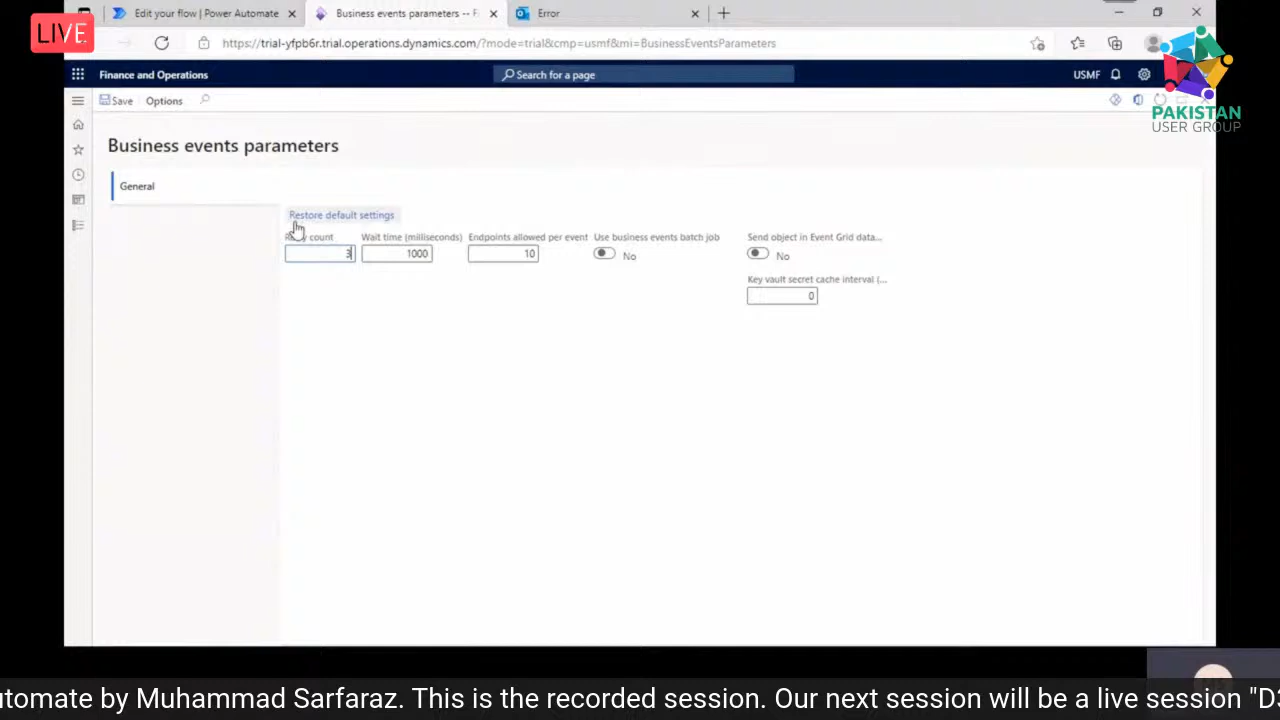 LIVE
Edit your flow | Power Automate
Business events parameters -- F
Error
https://trial-yfpb6r.trial.operations.dynamics.com/?mode=trial&cmp=usmf&mi=BusinessEventsParameters
Finance and Operations
Search for a page
USMF
Save
Options
PAKISTAN
USER GROUP
Business events parameters
General
Restore default settings
count
Wait time (milliseconds)
Endpoints allowed per event
Use business events batch job
Send object in Event Grid data...
3
1000
10
No
No
Key vault secret cache interval (...
0
utomate by Muhammad Sarfaraz. This is the recorded session. Our next session will be a live session "D3